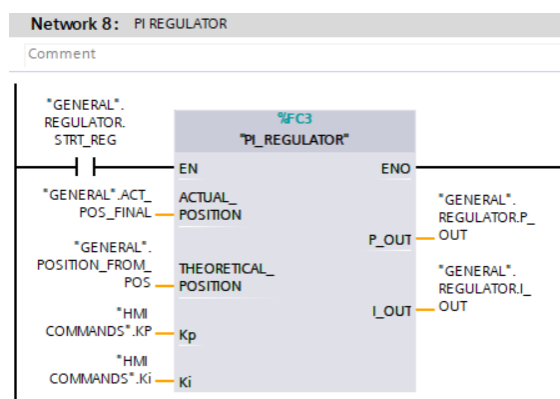 Network 8: PI REGULATOR
Comment
"GENERAL".
REGULATOR.
STRT_REG
%FC3
"PI_REGULATOR"
EN
ENO
"GENERAL".ACT_
POS_FINAL
ACTUAL_
POSITION
"GENERAL".
REGULATOR.P_
OUT
P_OUT
"GENERAL".
POSITION_FROM_
POS
THEORETICAL_
POSITION
"GENERAL".
REGULATOR.I_
OUT
I_OUT
"HMI
COMMANDS".KP
Kp
"HMI
COMMANDS".Ki
Ki